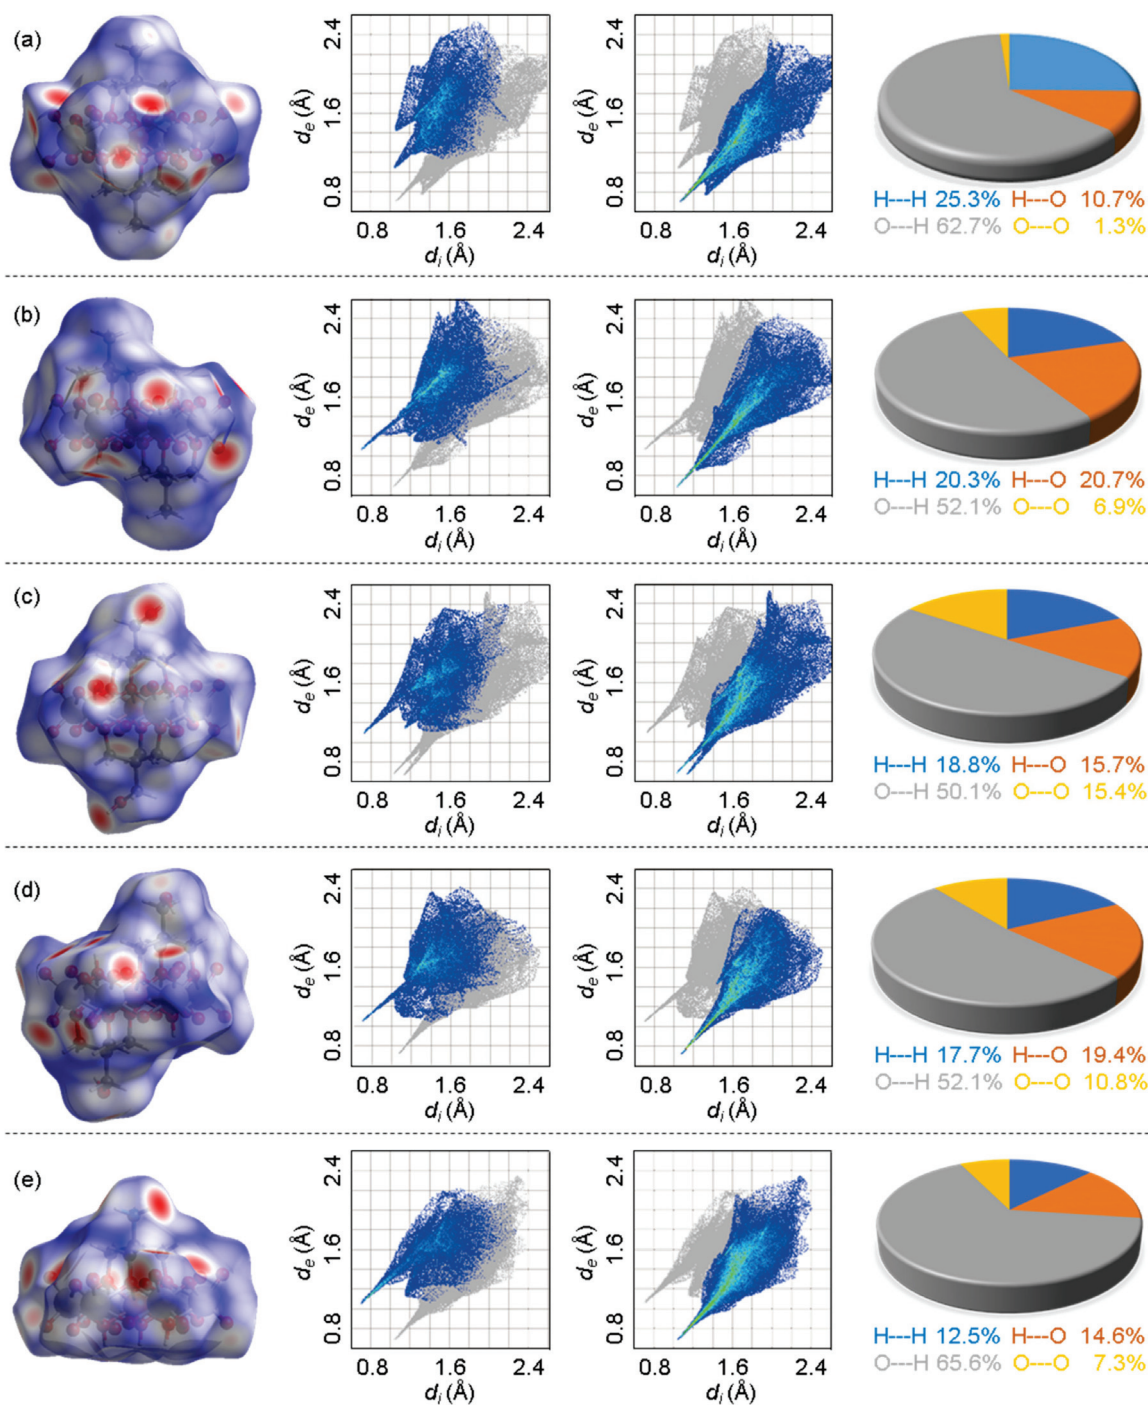 (a)
2.4
1.6
0.8
dₑ (Å)
0.8 1.6 2.4
dᵢ (Å)
2.4
1.6
0.8
dₑ (Å)
0.8 1.6 2.4
dᵢ (Å)
H---H 25.3% H---O 10.7%
O---H 62.7% O---O 1.3%
(b)
2.4
1.6
0.8
dₑ (Å)
0.8 1.6 2.4
dᵢ (Å)
2.4
1.6
0.8
dₑ (Å)
0.8 1.6 2.4
dᵢ (Å)
H---H 20.3% H---O 20.7%
O---H 52.1% O---O 6.9%
(c)
2.4
1.6
0.8
dₑ (Å)
0.8 1.6 2.4
dᵢ (Å)
2.4
1.6
0.8
dₑ (Å)
0.8 1.6 2.4
dᵢ (Å)
H---H 18.8% H---O 15.7%
O---H 50.1% O---O 15.4%
(d)
2.4
1.6
0.8
dₑ (Å)
0.8 1.6 2.4
dᵢ (Å)
2.4
1.6
0.8
dₑ (Å)
0.8 1.6 2.4
dᵢ (Å)
H---H 17.7% H---O 19.4%
O---H 52.1% O---O 10.8%
(e)
2.4
1.6
0.8
dₑ (Å)
0.8 1.6 2.4
dᵢ (Å)
2.4
1.6
0.8
dₑ (Å)
0.8 1.6 2.4
dᵢ (Å)
H---H 12.5% H---O 14.6%
O---H 65.6% O---O 7.3%